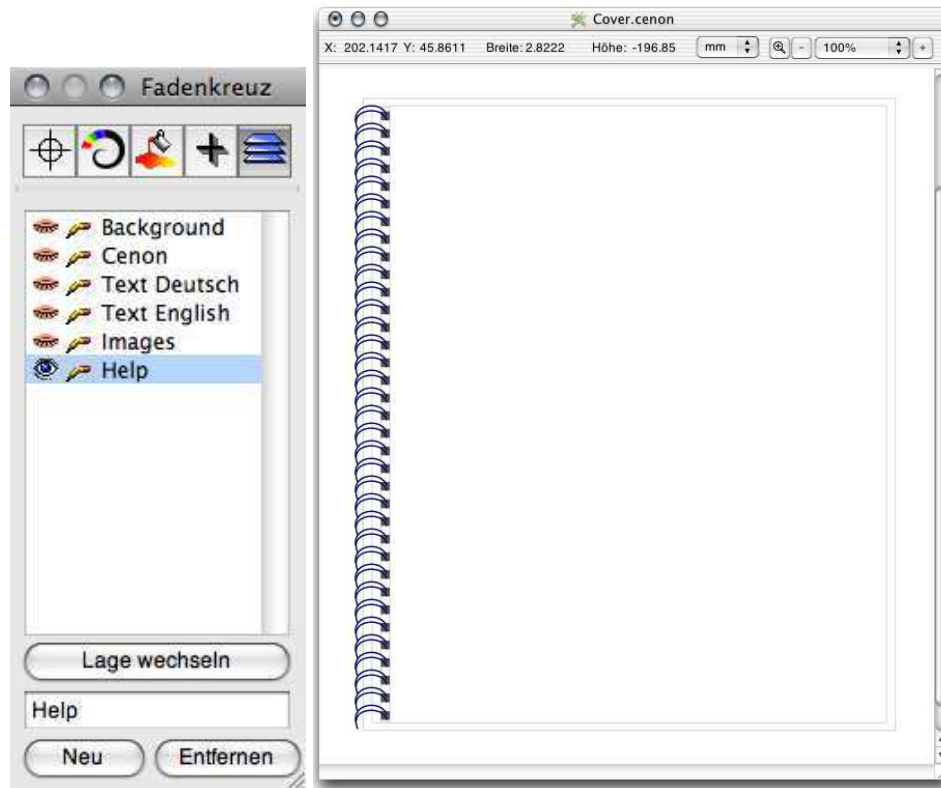 Fadenkreuz
Background
Cenon
Text Deutsch
Text English
Images
Help
Lage wechseln
Help
Neu Entfernen
Cover.cenon
X: 202.1417 Y: 45.8611 Breite: 2.8222 Höhe: -196.85 mm - 100% +